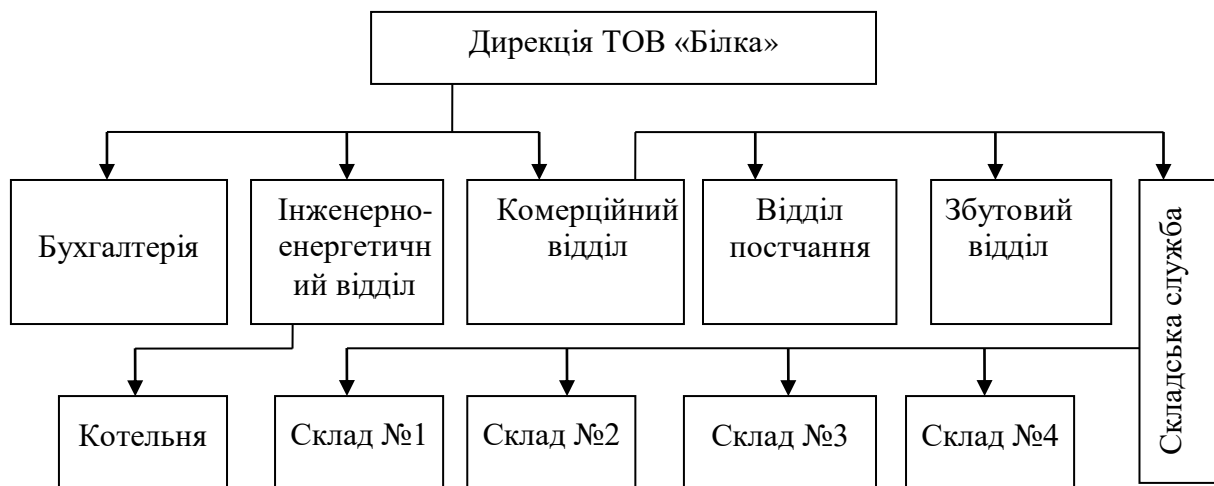 Дирекція ТОВ «Білка»
Бухгалтерія
Інженерно-
енергетичн
ий відділ
Комерційний
відділ
Відділ
постчання
Збутовий
відділ
Складська служба
Котельня
Склад №1
Склад №2
Склад №3
Склад №4